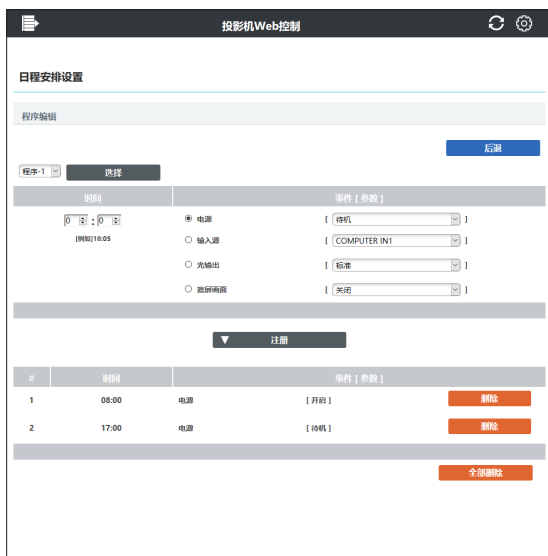 投影机Web控制
日程安排设置
程序编辑
后退
程序-1 选择
时间 事件 [ 参数 ]
0 : 0 电源 [ 待机 ]
[例如]18:05 输入源 [ COMPUTER IN1 ]
光输出 [ 标准 ]
遮屏画面 [ 关闭 ]
▼ 注册
# 时间 事件 [ 参数 ]
1 08:00 电源 [ 开启 ] 删除
2 17:00 电源 [ 待机 ] 删除
全部删除